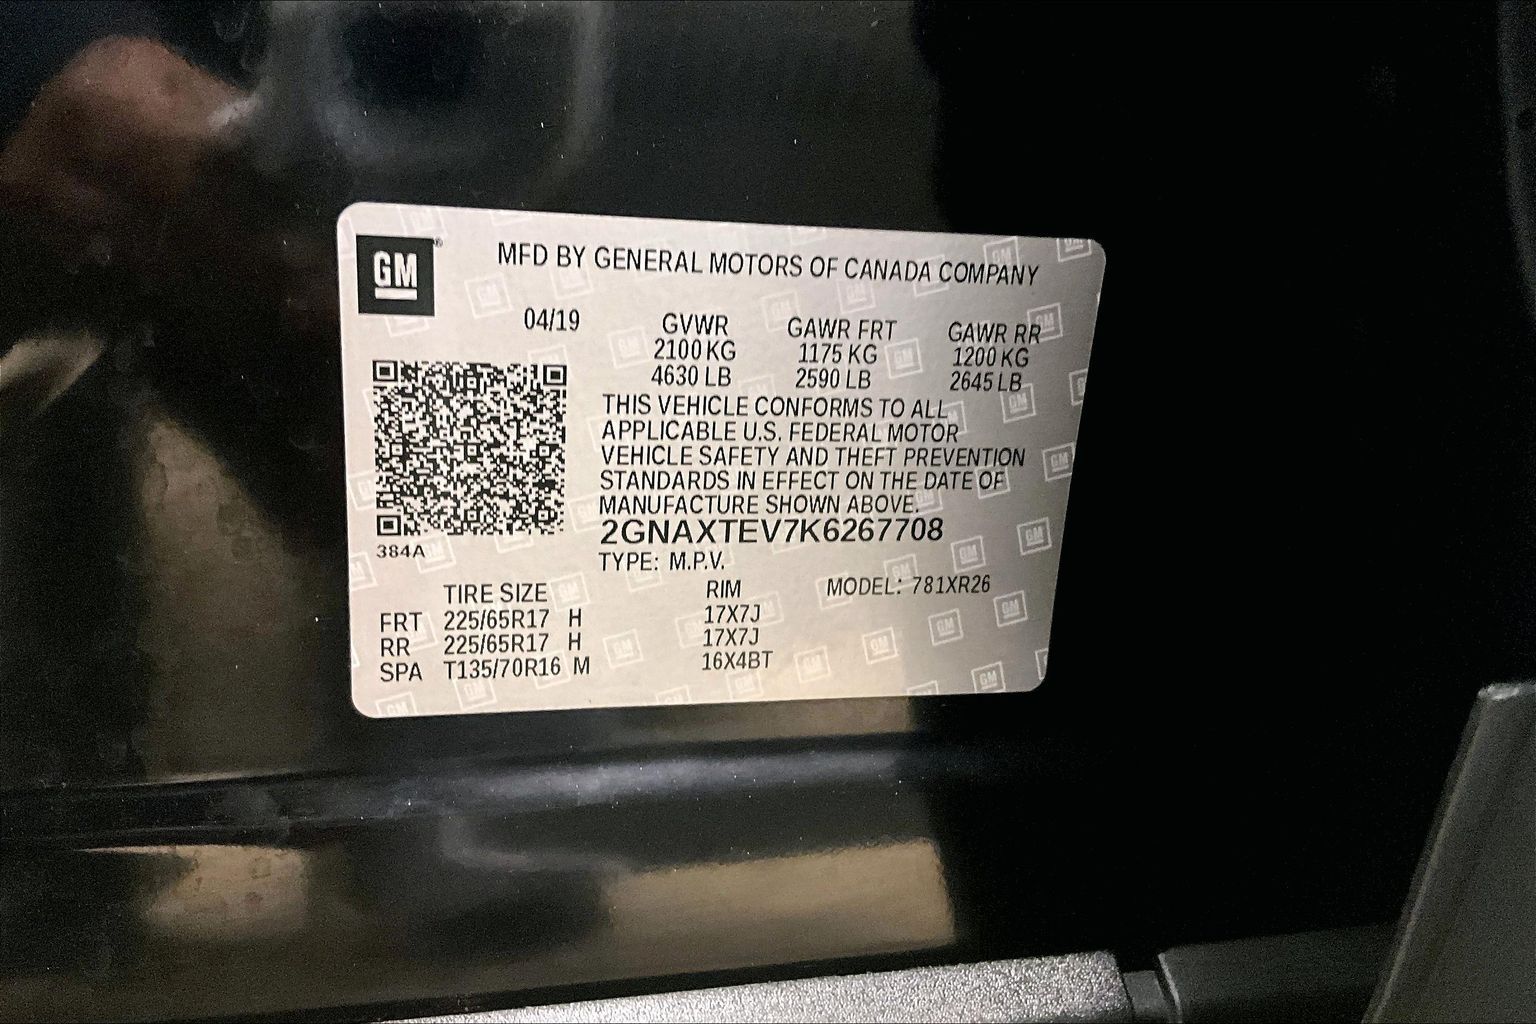 GM
MFD BY GENERAL MOTORS OF CANADA COMPANY
04/19
GVWR GAWR FRT GAWR RR
2100 KG 1175 KG 1200 KG
4630 LB 2590 LB 2645 LB
THIS VEHICLE CONFORMS TO ALL
APPLICABLE U.S. FEDERAL MOTOR
VEHICLE SAFETY AND THEFT PREVENTION
STANDARDS IN EFFECT ON THE DATE OF
MANUFACTURE SHOWN ABOVE.
2GNAXTEV7K6267708
384A
TYPE: M.P.V.
TIRE SIZE RIM MODEL: 781XR26
FRT 225/65R17 H 17X7J
RR 225/65R17 H 17X7J
SPA T135/70R16 M 16X4BT